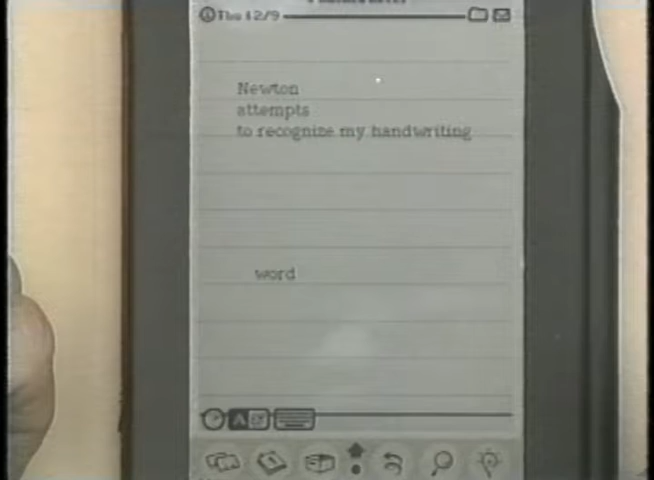 Thu 12/9
Newton
attempts
to recognize my handwriting
word